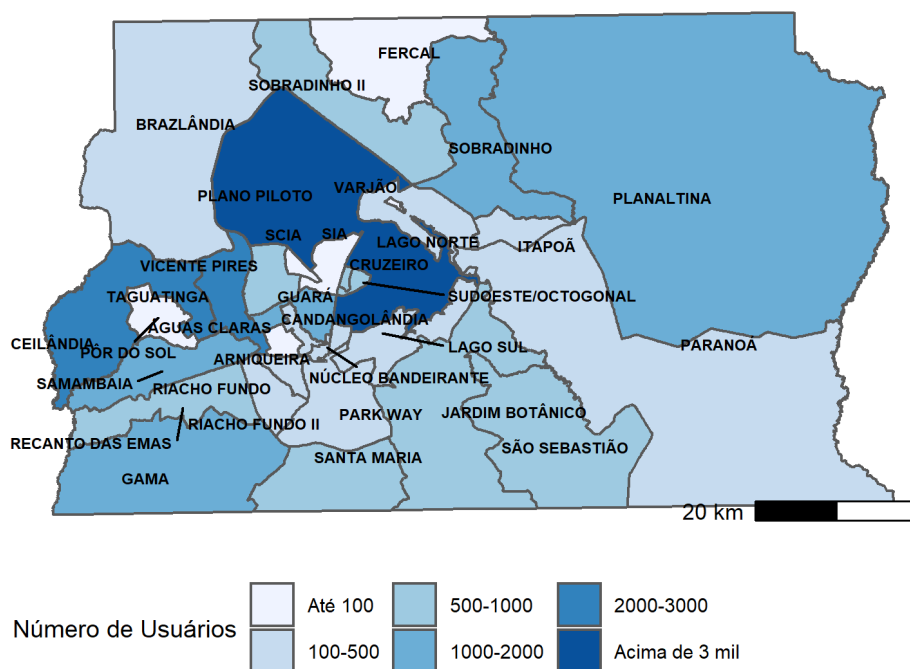 FERCAL
SOBRADINHO II
BRAZLÂNDIA
SOBRADINHO
VARJÃO
PLANO PILOTO
PLANALTINA
SCIA
SIA
LAGO NORTE
ITAPOÃ
VICENTE PIRES
CRUZEIRO
TAGUATINGA
GUARÁ
SUDOESTE/OCTOGONAL
ÁGUAS CLARAS
CANDANGOLÂNDIA
CEILÂNDIA
PÔR DO SOL
ARNIQUEIRA
LAGO SUL
PARANOÁ
SAMAMBAIA
RIACHO FUNDO
NÚCLEO BANDEIRANTE
PARK WAY
JARDIM BOTÂNICO
RECANTO DAS EMAS
RIACHO FUNDO II
SÃO SEBASTIÃO
SANTA MARIA
GAMA
20 km
Número de Usuários
Até 100
100-500
500-1000
1000-2000
2000-3000
Acima de 3 mil